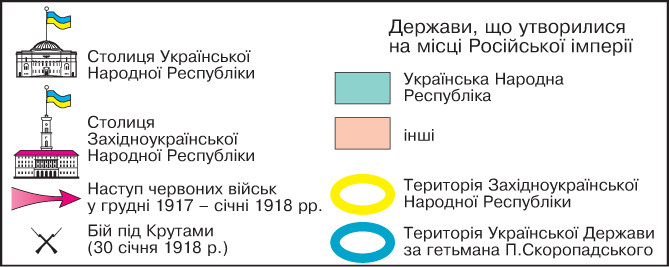 Столиця Української
Народної Республіки
Столиця
Західноукраїнської
Народної Республіки
Наступ червоних військ
у грудні 1917 – січні 1918 рр.
Бій під Крутами
(30 січня 1918 р.)
Держави, що утворилися
на місці Російської імперії
Українська Народна
Республіка
інші
Територія Західноукраїнської
Народної Республіки
Територія Української Держави
за гетьмана П.Скоропадського